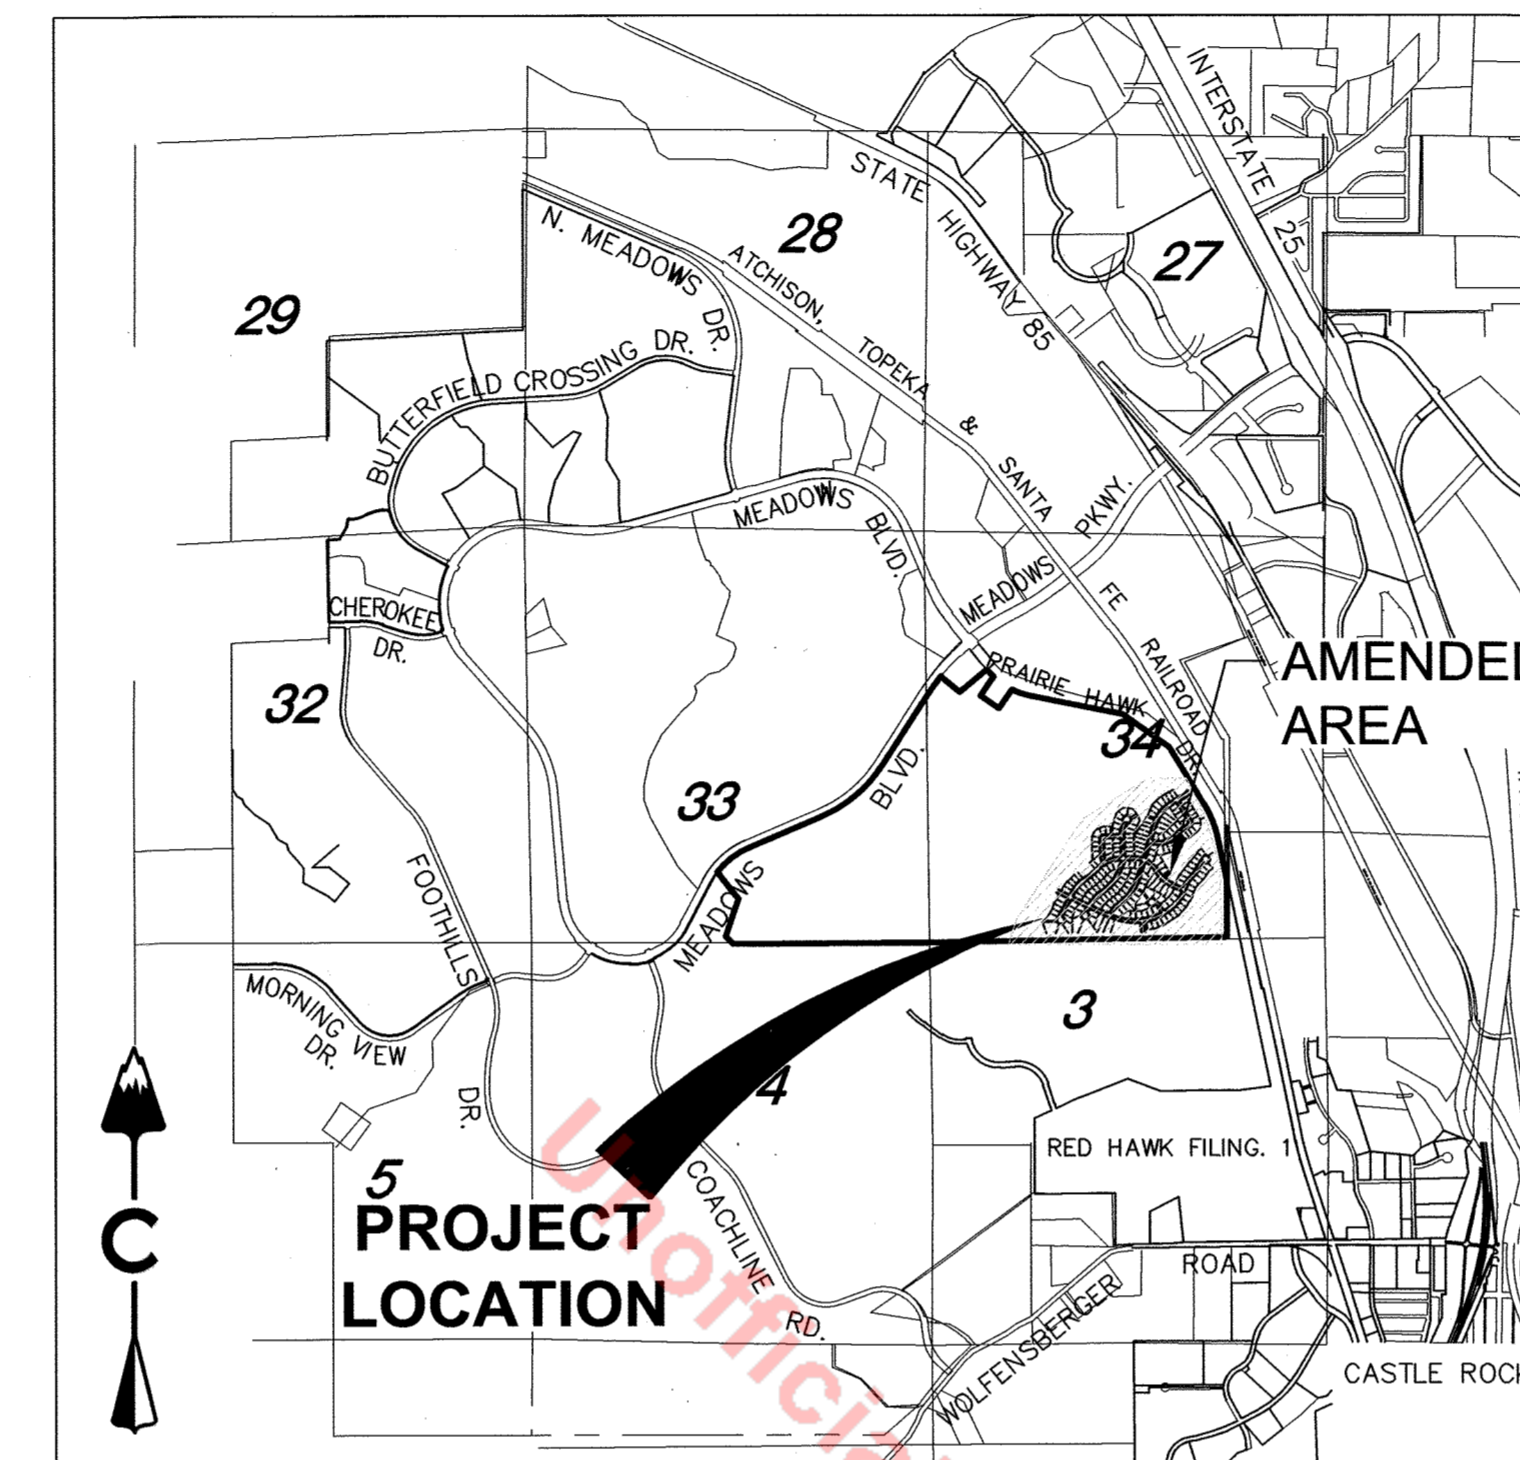 INTERSTATE 25
STATE HIGHWAY 85
28
27
N. MEADOWS DR.
ATCHISON, TOPEKA & SANTA FE RAILROAD
29
BUTTERFIELD CROSSING DR.
MEADOWS BLVD.
MEADOWS PKWY.
CHEROKEE
DR.
PRAIRIE HAWK DR.
AMENDED
AREA
32
34
33
MEADOWS BLVD.
FOOTHILLS DR.
MORNING VIEW
DR.
3
4
C
RED HAWK FILING. 1
5
PROJECT
LOCATION
COACHLINE RD.
WOLFENSBERGER ROAD
CASTLE ROCK
Unofficial